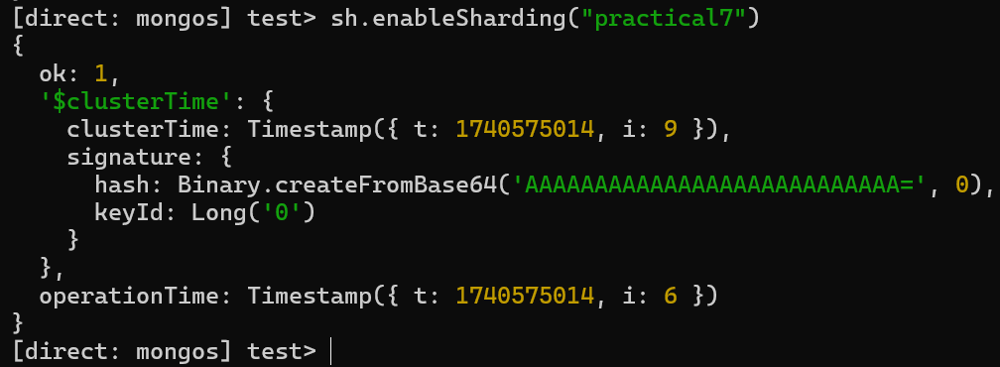 [direct: mongos] test> sh.enableSharding("practical7")
{
  ok: 1,
  '$clusterTime': {
    clusterTime: Timestamp({ t: 1740575014, i: 9 }),
    signature: {
      hash: Binary.createFromBase64('AAAAAAAAAAAAAAAAAAAAAAAAAAA=', 0),
      keyId: Long('0')
    }
  },
  operationTime: Timestamp({ t: 1740575014, i: 6 })
}
[direct: mongos] test>